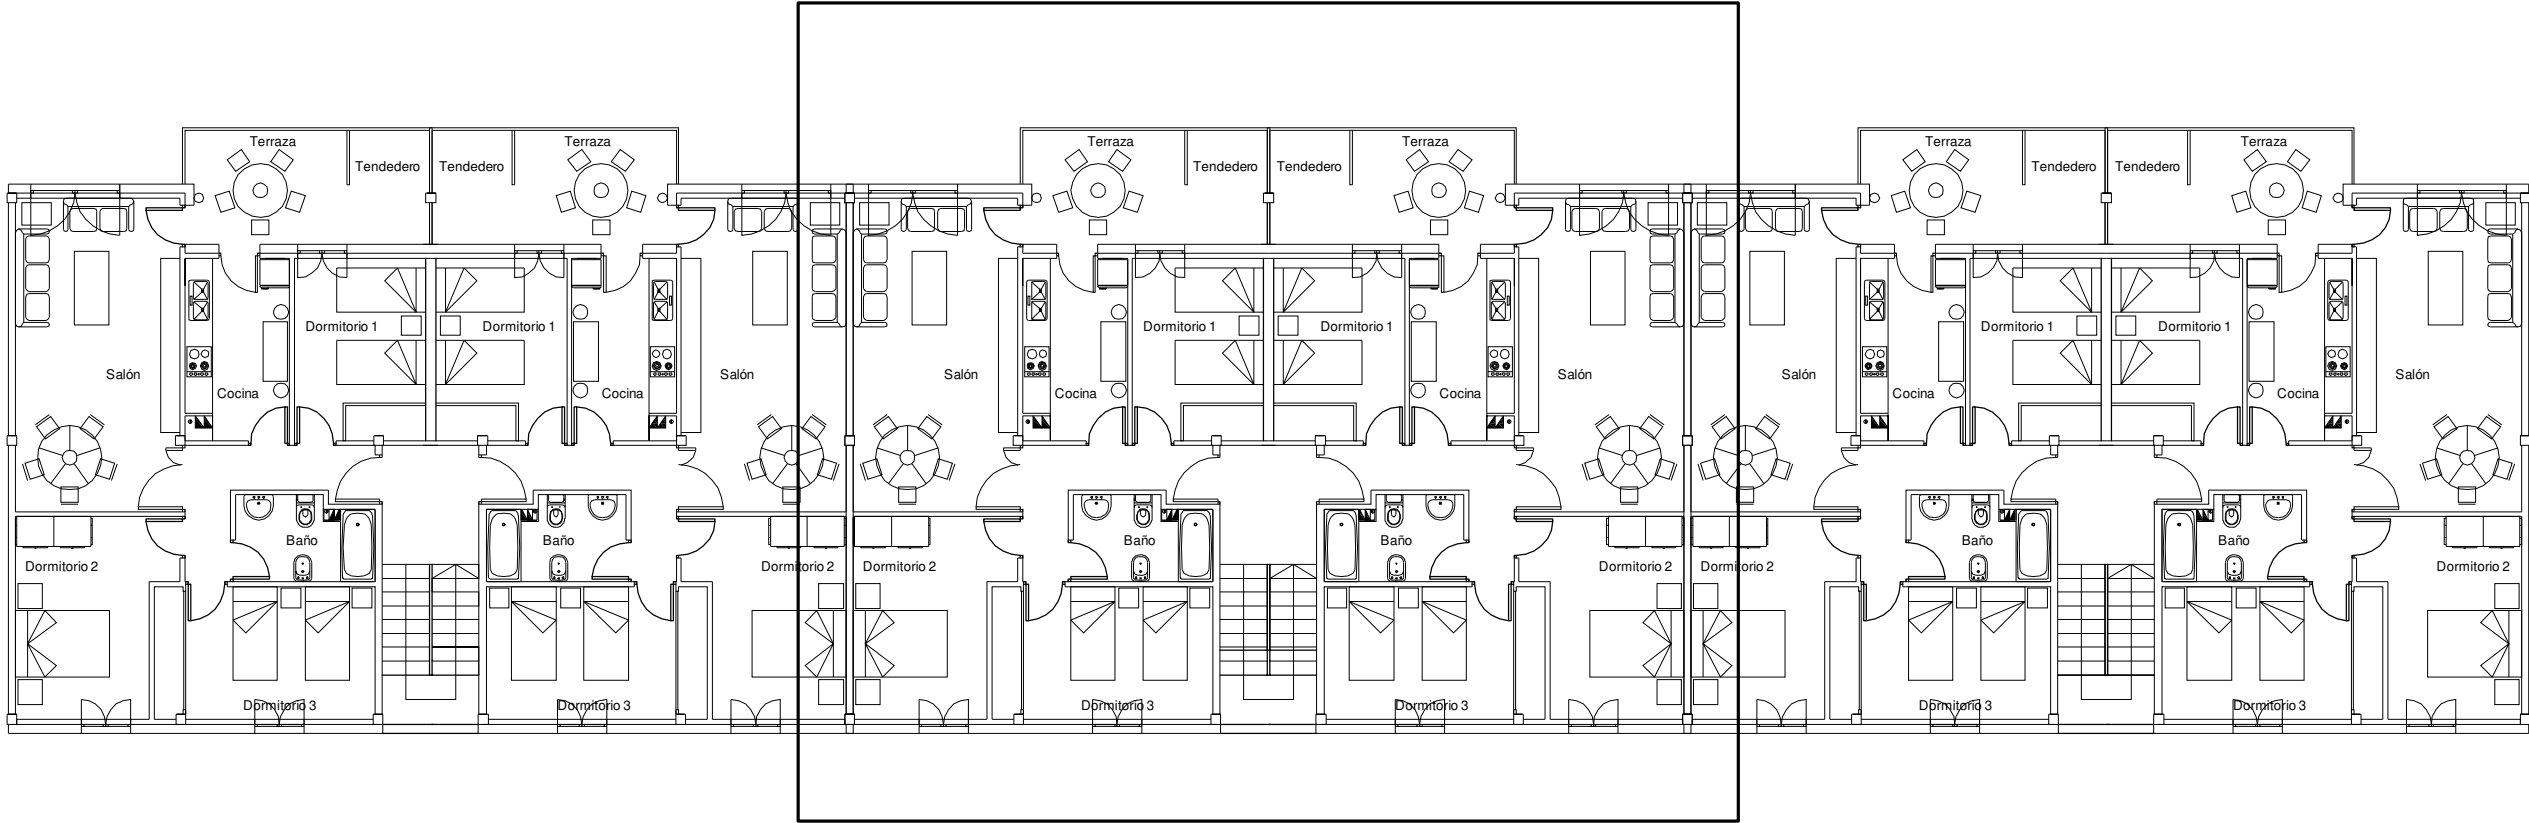 Terraza Terraza Terraza Terraza Terraza Terraza
Tendedero Tendedero Tendedero Tendedero Tendedero Tendedero
Dormitorio 1 Dormitorio 1 Dormitorio 1 Dormitorio 1 Dormitorio 1 Dormitorio 1
Salón Salón Salón Salón Salón Salón
Cocina Cocina Cocina Cocina Cocina Cocina
Baño Baño Baño Baño Baño Baño
Dormitorio 2 Dormitorio 2 Dormitorio 2 Dormitorio 2 Dormitorio 2 Dormitorio 2
Dormitorio 3 Dormitorio 3 Dormitorio 3 Dormitorio 3 Dormitorio 3 Dormitorio 3